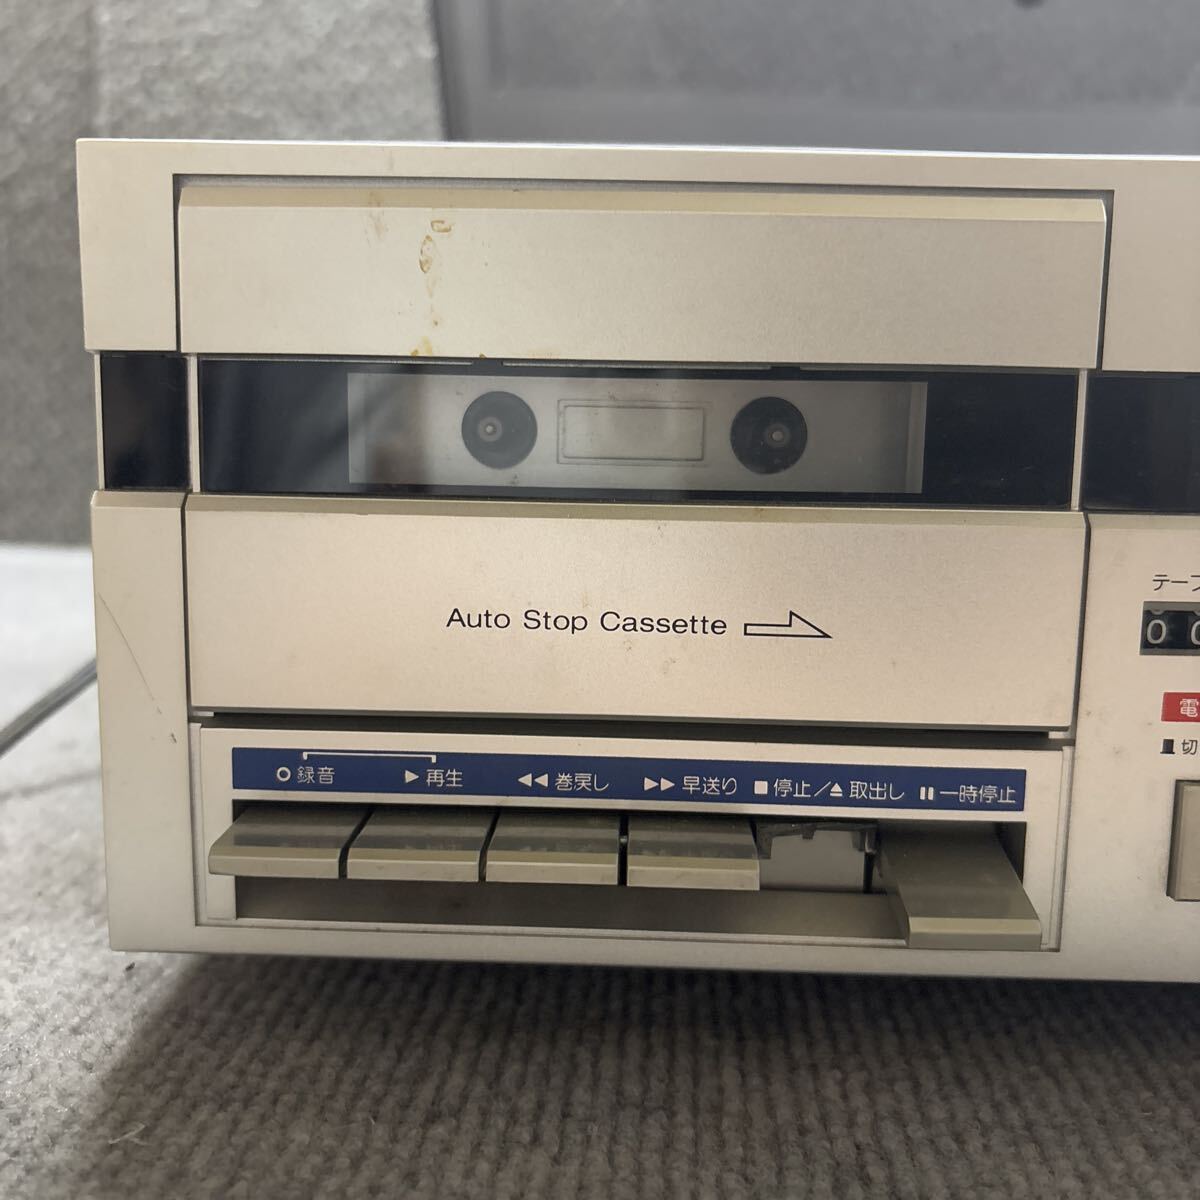 Auto Stop Cassette
テープ
0 0
電
切
○ 録音 ▶ 再生 ◀◀ 巻戻し ▶▶ 早送り ■ 停止/⏏ 取出し ⏸ 一時停止